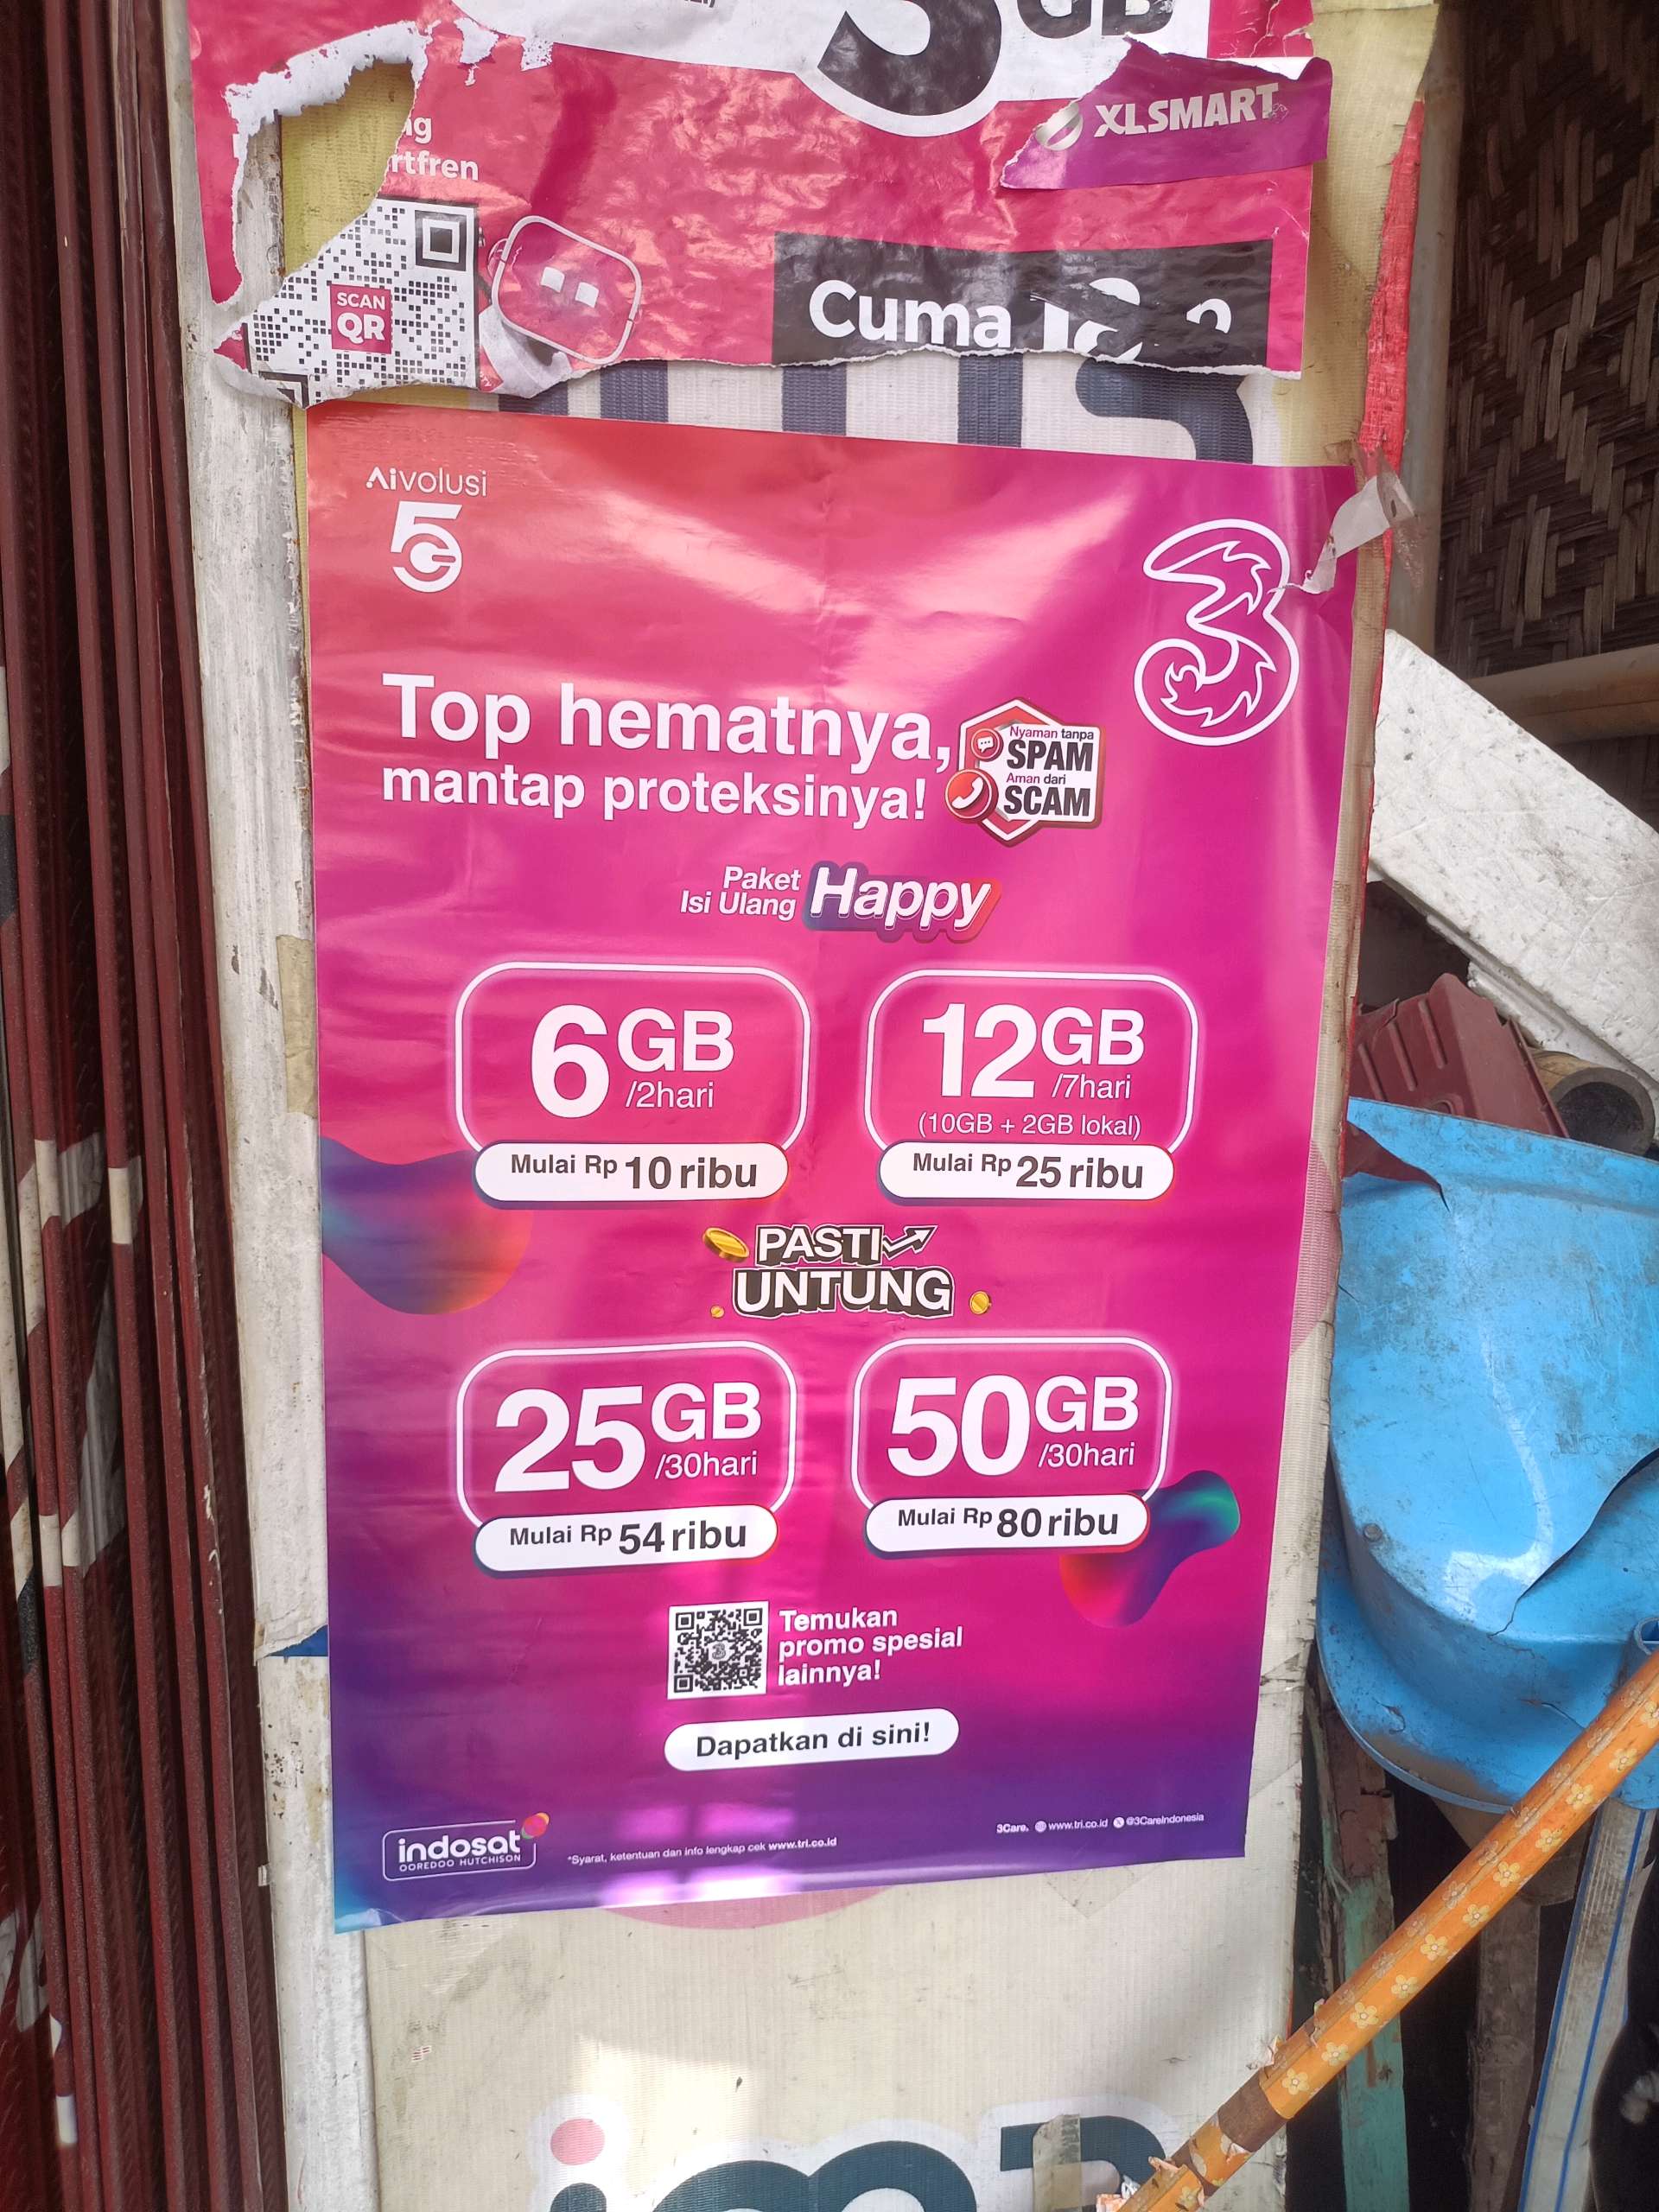 GB
XLSMART
rtfren
SCAN
QR
Cuma
Aivolusi
5G
3
Top hematnya,
mantap proteksinya!
Nyaman tanpa
SPAM
Aman dari
SCAM
Paket
Isi Ulang
Happy
6GB
/2hari
Mulai Rp 10 ribu
12GB
/7hari
(10GB + 2GB lokal)
Mulai Rp 25 ribu
PASTI
UNTUNG
25GB
/30hari
Mulai Rp 54 ribu
50GB
/30hari
Mulai Rp 80 ribu
Temukan
promo spesial
lainnya!
Dapatkan di sini!
indosat
OOREDOO HUTCHISON
*Syarat, ketentuan dan info lengkap cek www.tri.co.id
3Care. www.tri.co.id @3CareIndonesia